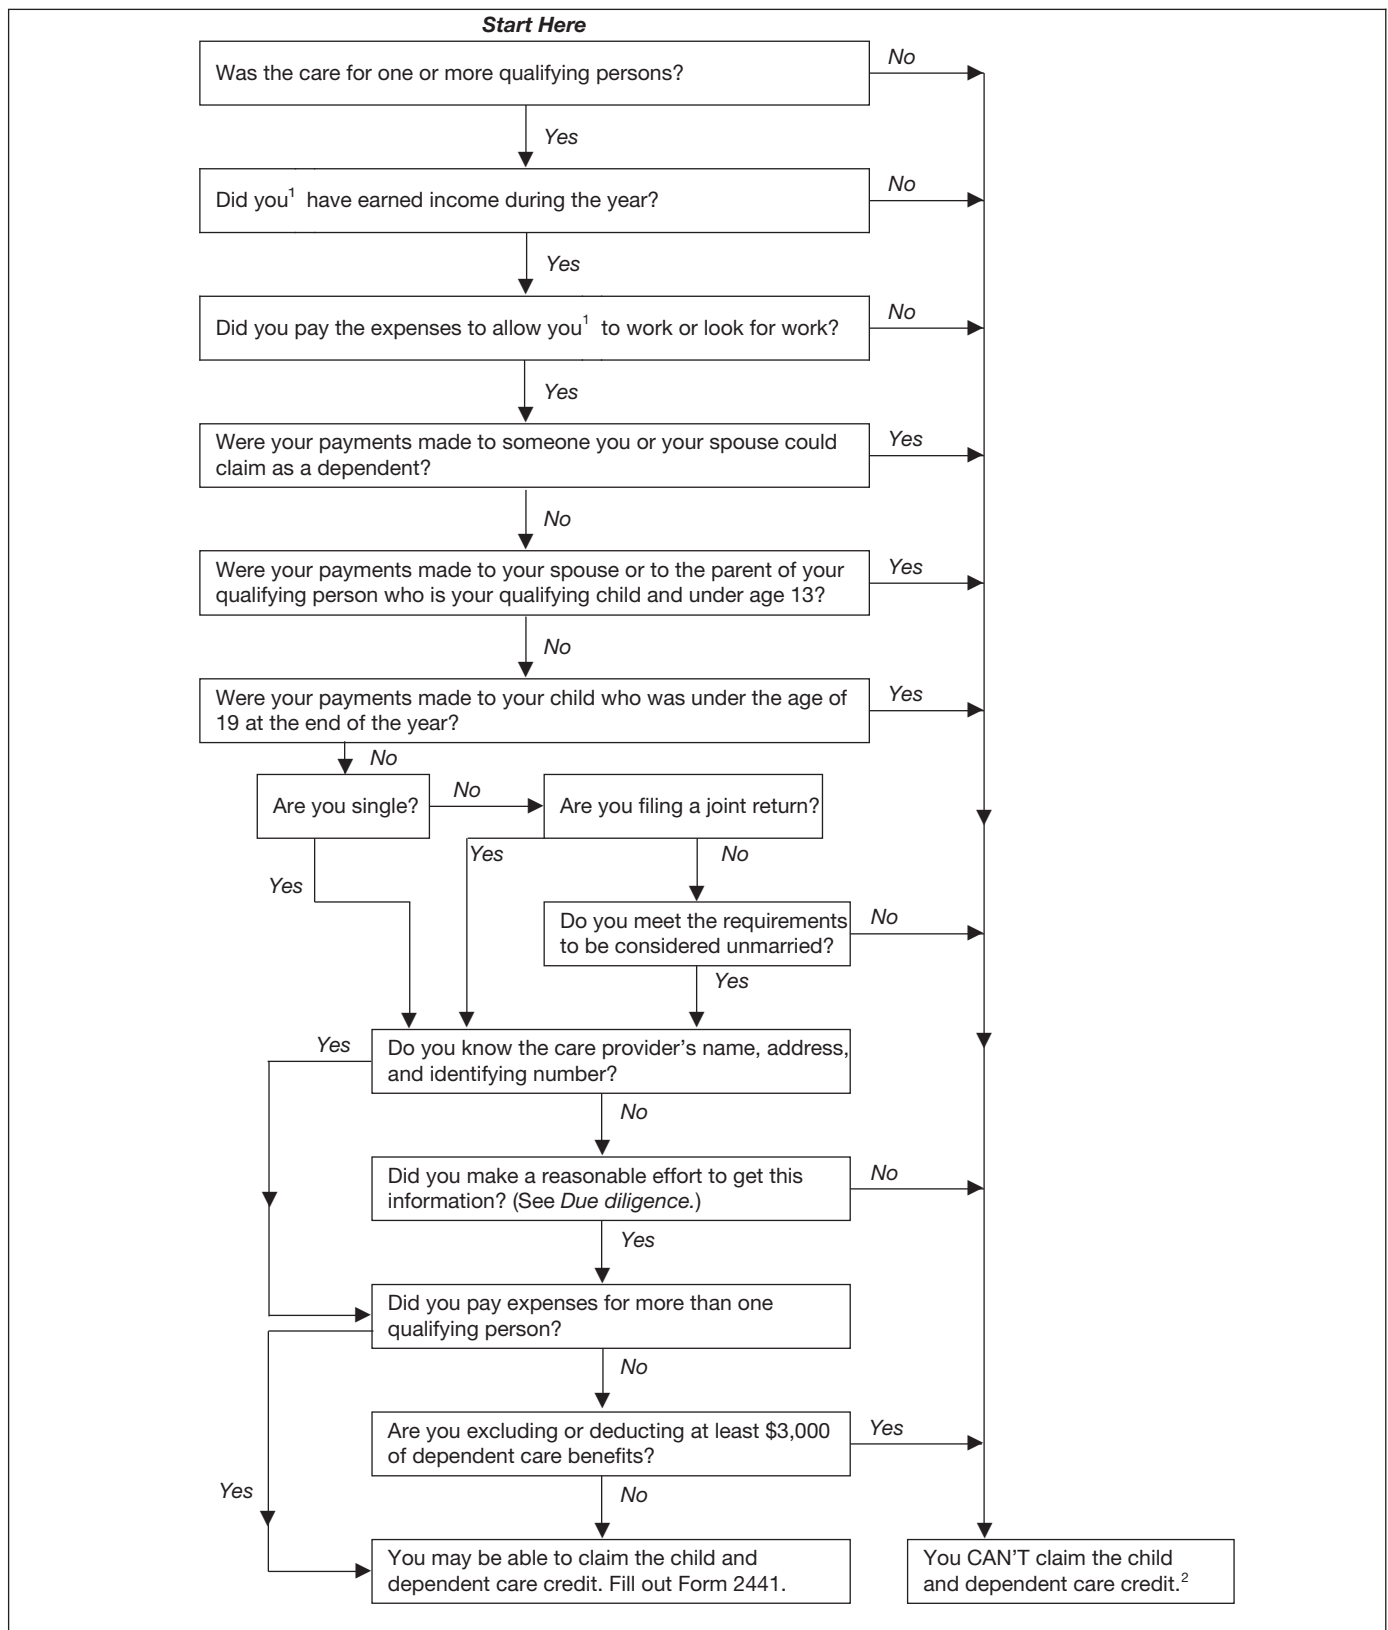 Start Here
Was the care for one or more qualifying persons?
No
Yes
Did you1 have earned income during the year?
No
Yes
Did you pay the expenses to allow you1 to work or look for work?
No
Yes
Were your payments made to someone you or your spouse could
claim as a dependent?
Yes
No
Were your payments made to your spouse or to the parent of your
qualifying person who is your qualifying child and under age 13?
Yes
No
Were your payments made to your child who was under the age of
19 at the end of the year?
Yes
No
Are you single?
No
Are you filing a joint return?
Yes
Yes
No
Do you meet the requirements
to be considered unmarried?
No
Yes
Do you know the care provider’s name, address,
and identifying number?
Yes
No
Did you make a reasonable effort to get this
information? (See Due diligence.)
No
Yes
Did you pay expenses for more than one
qualifying person?
No
Are you excluding or deducting at least $3,000
of dependent care benefits?
Yes
Yes
No
You may be able to claim the child and
dependent care credit. Fill out Form 2441.
You CAN’T claim the child
and dependent care credit.2